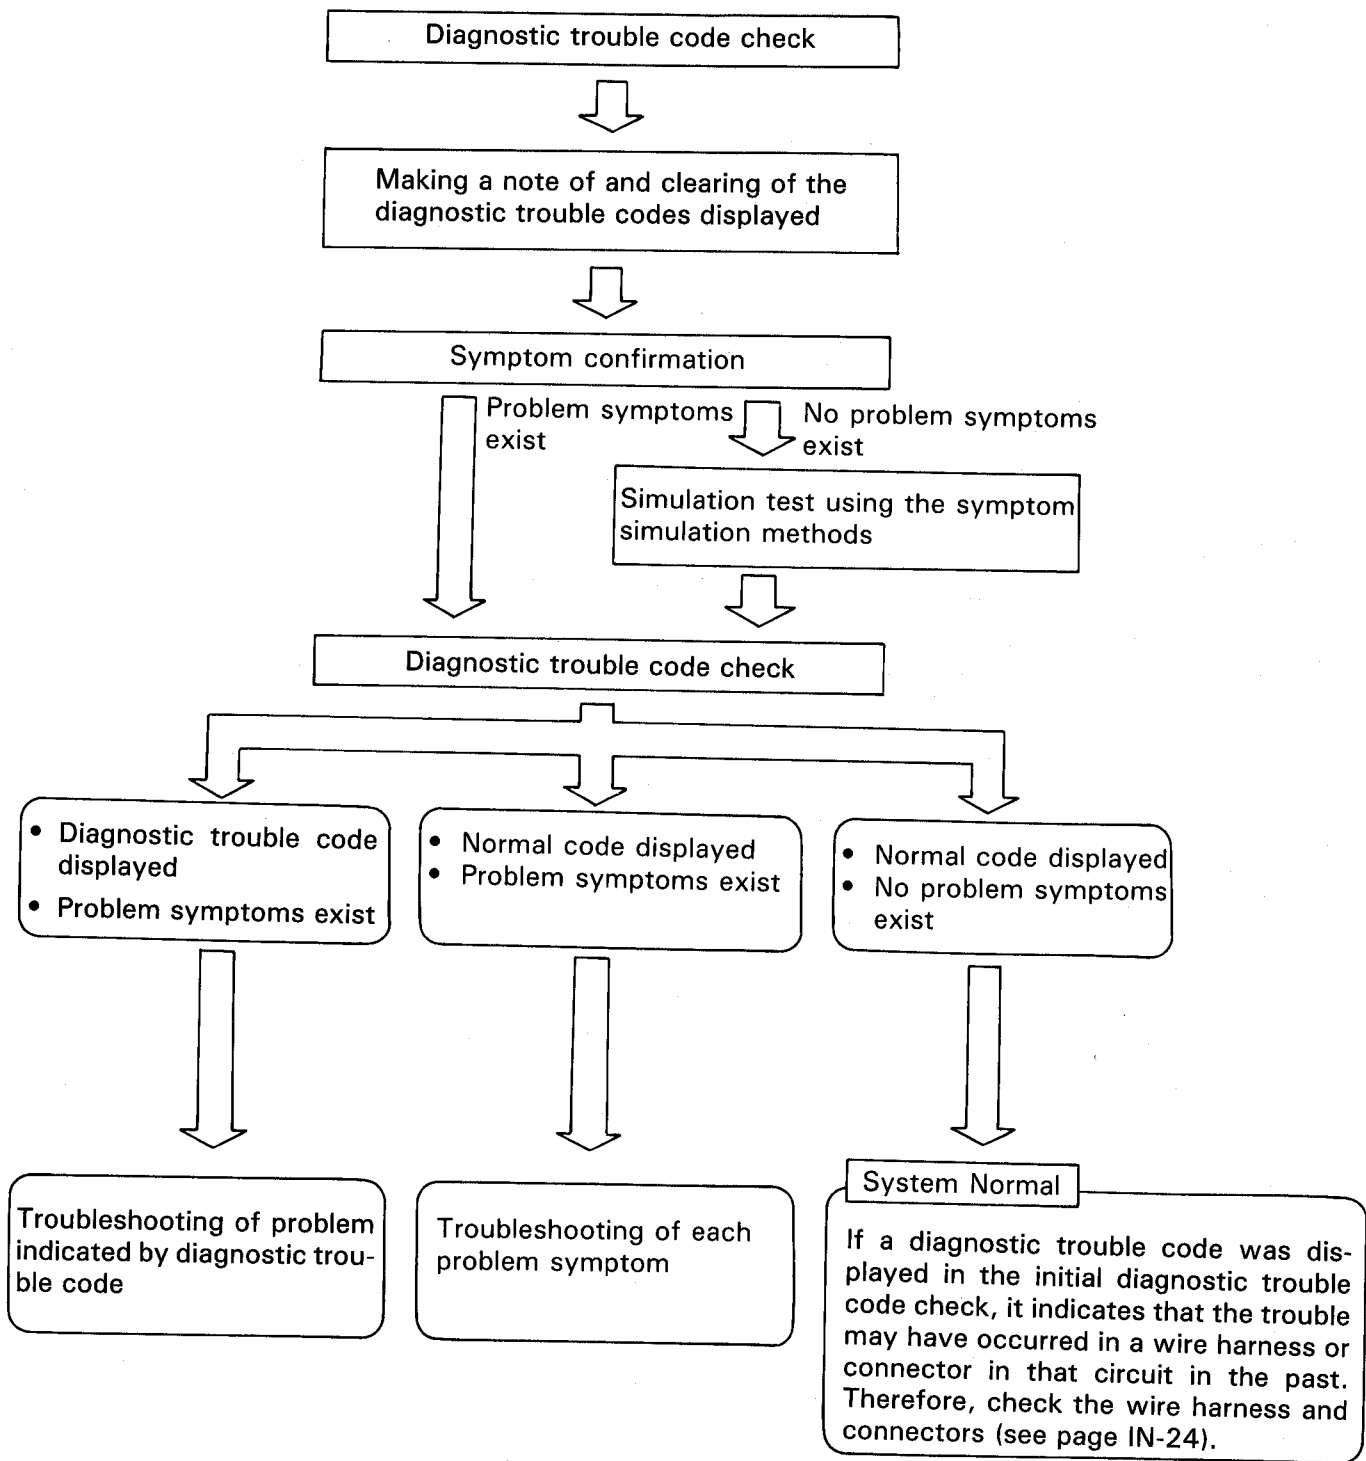 Diagnostic trouble code check
Making a note of and clearing of the
diagnostic trouble codes displayed
Symptom confirmation
Problem symptoms
exist
No problem symptoms
exist
Simulation test using the symptom
simulation methods
Diagnostic trouble code check
• Diagnostic trouble code
displayed
• Problem symptoms exist
• Normal code displayed
• Problem symptoms exist
• Normal code displayed
• No problem symptoms
exist
Troubleshooting of problem
indicated by diagnostic trou-
ble code
Troubleshooting of each
problem symptom
System Normal
If a diagnostic trouble code was dis-
played in the initial diagnostic trouble
code check, it indicates that the trouble
may have occurred in a wire harness or
connector in that circuit in the past.
Therefore, check the wire harness and
connectors (see page IN-24).